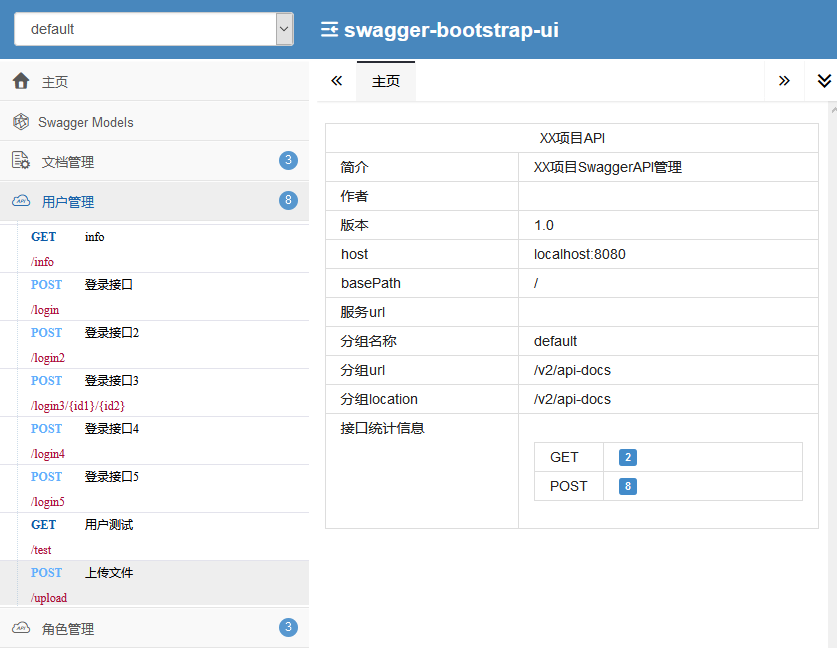 default
swagger-bootstrap-ui
主页
Swagger Models
文档管理 3
用户管理 8
GET info
/info
POST 登录接口
/login
POST 登录接口2
/login2
POST 登录接口3
/login3/{id1}/{id2}
POST 登录接口4
/login4
POST 登录接口5
/login5
GET 用户测试
/test
POST 上传文件
/upload
角色管理 3
主页
XX项目API
简介 XX项目SwaggerAPI管理
作者
版本 1.0
host localhost:8080
basePath /
服务url
分组名称 default
分组url /v2/api-docs
分组location /v2/api-docs
接口统计信息
GET 2
POST 8